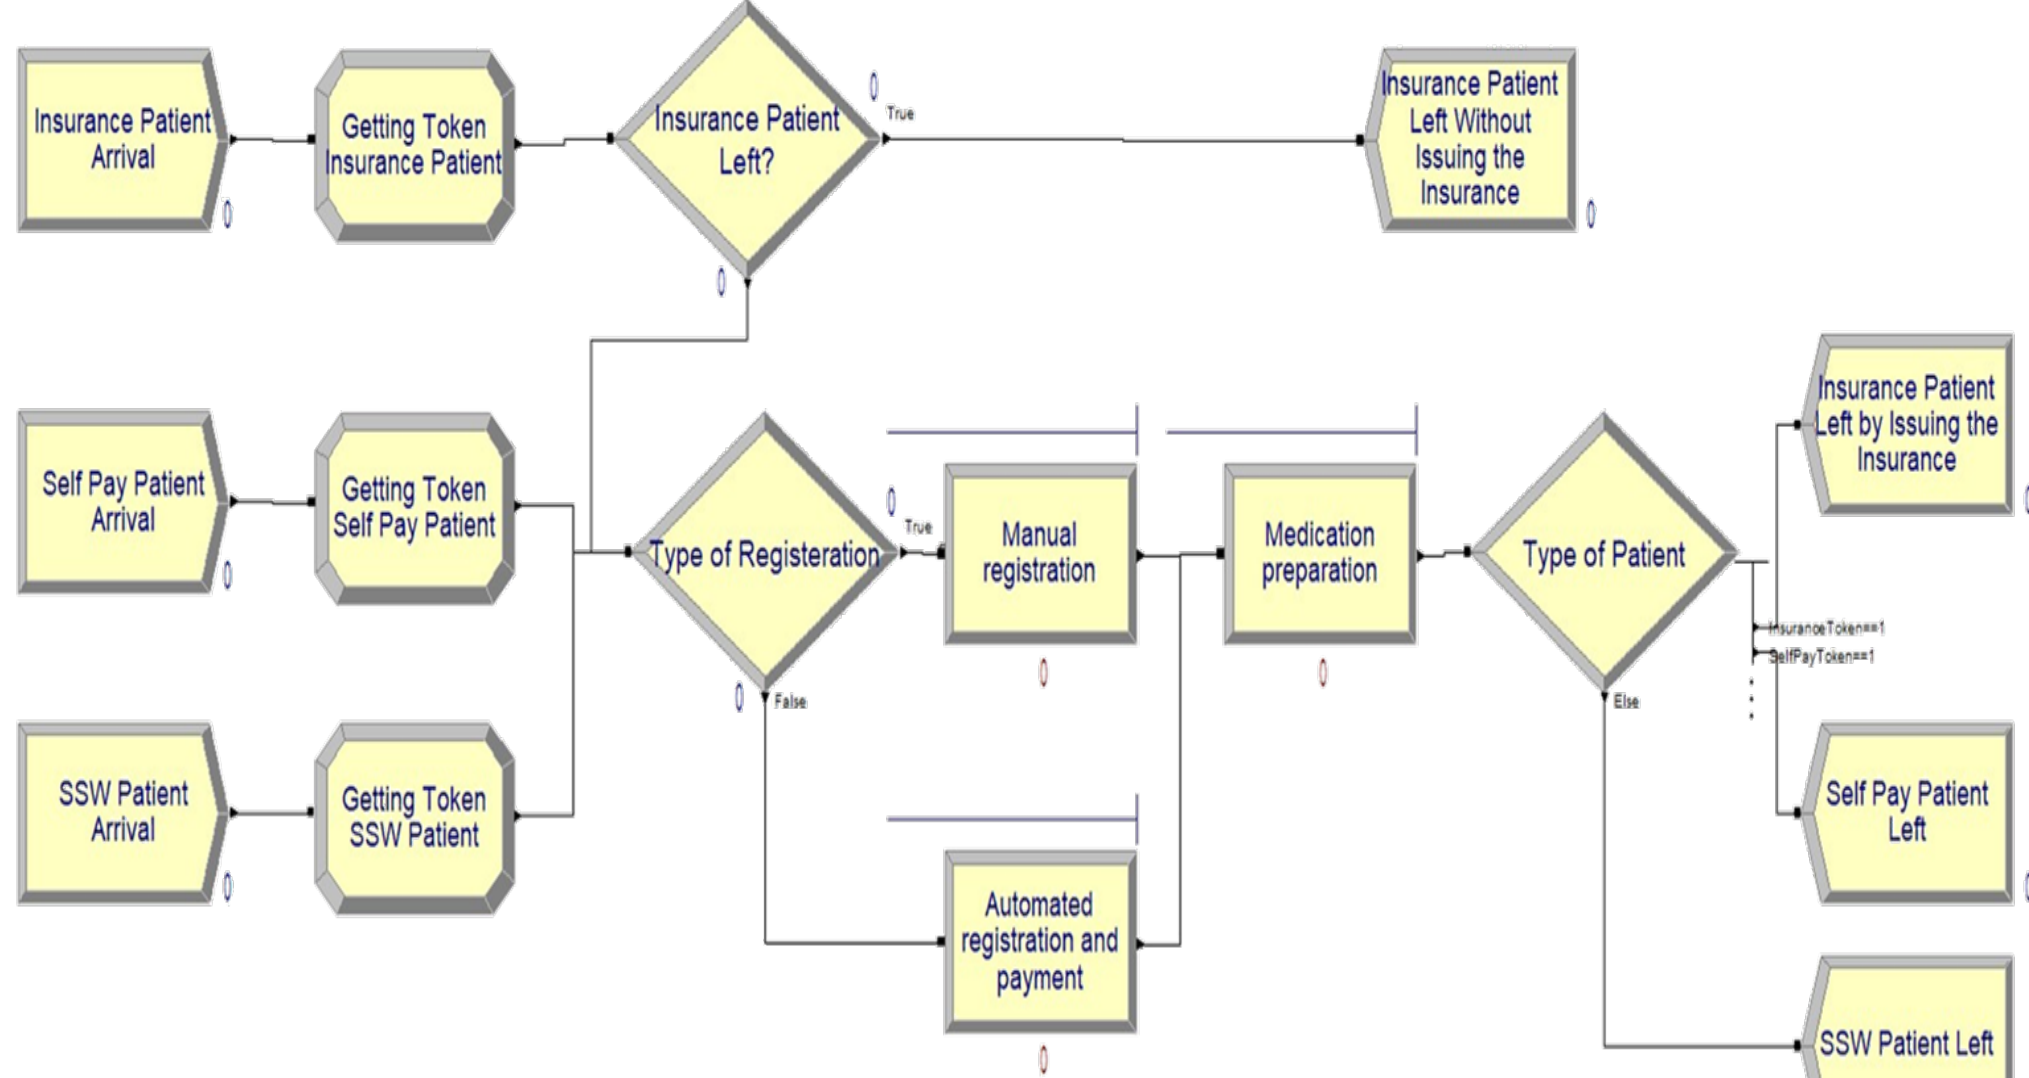 Insurance Patient
Arrival
0
Getting Token
Insurance Patient
Insurance Patient
Left?
0
True
0
Insurance Patient
Left Without
Issuing the
Insurance
0
Self Pay Patient
Arrival
0
Getting Token
Self Pay Patient
Type of Registeration
0
True
0
False
Manual
registration
0
Medication
preparation
0
Type of Patient
InsuranceToken==1
SelfPayToken==1
Else
Insurance Patient
Left by Issuing the
Insurance
SSW Patient
Arrival
0
Getting Token
SSW Patient
Automated
registration and
payment
0
Self Pay Patient
Left
SSW Patient Left